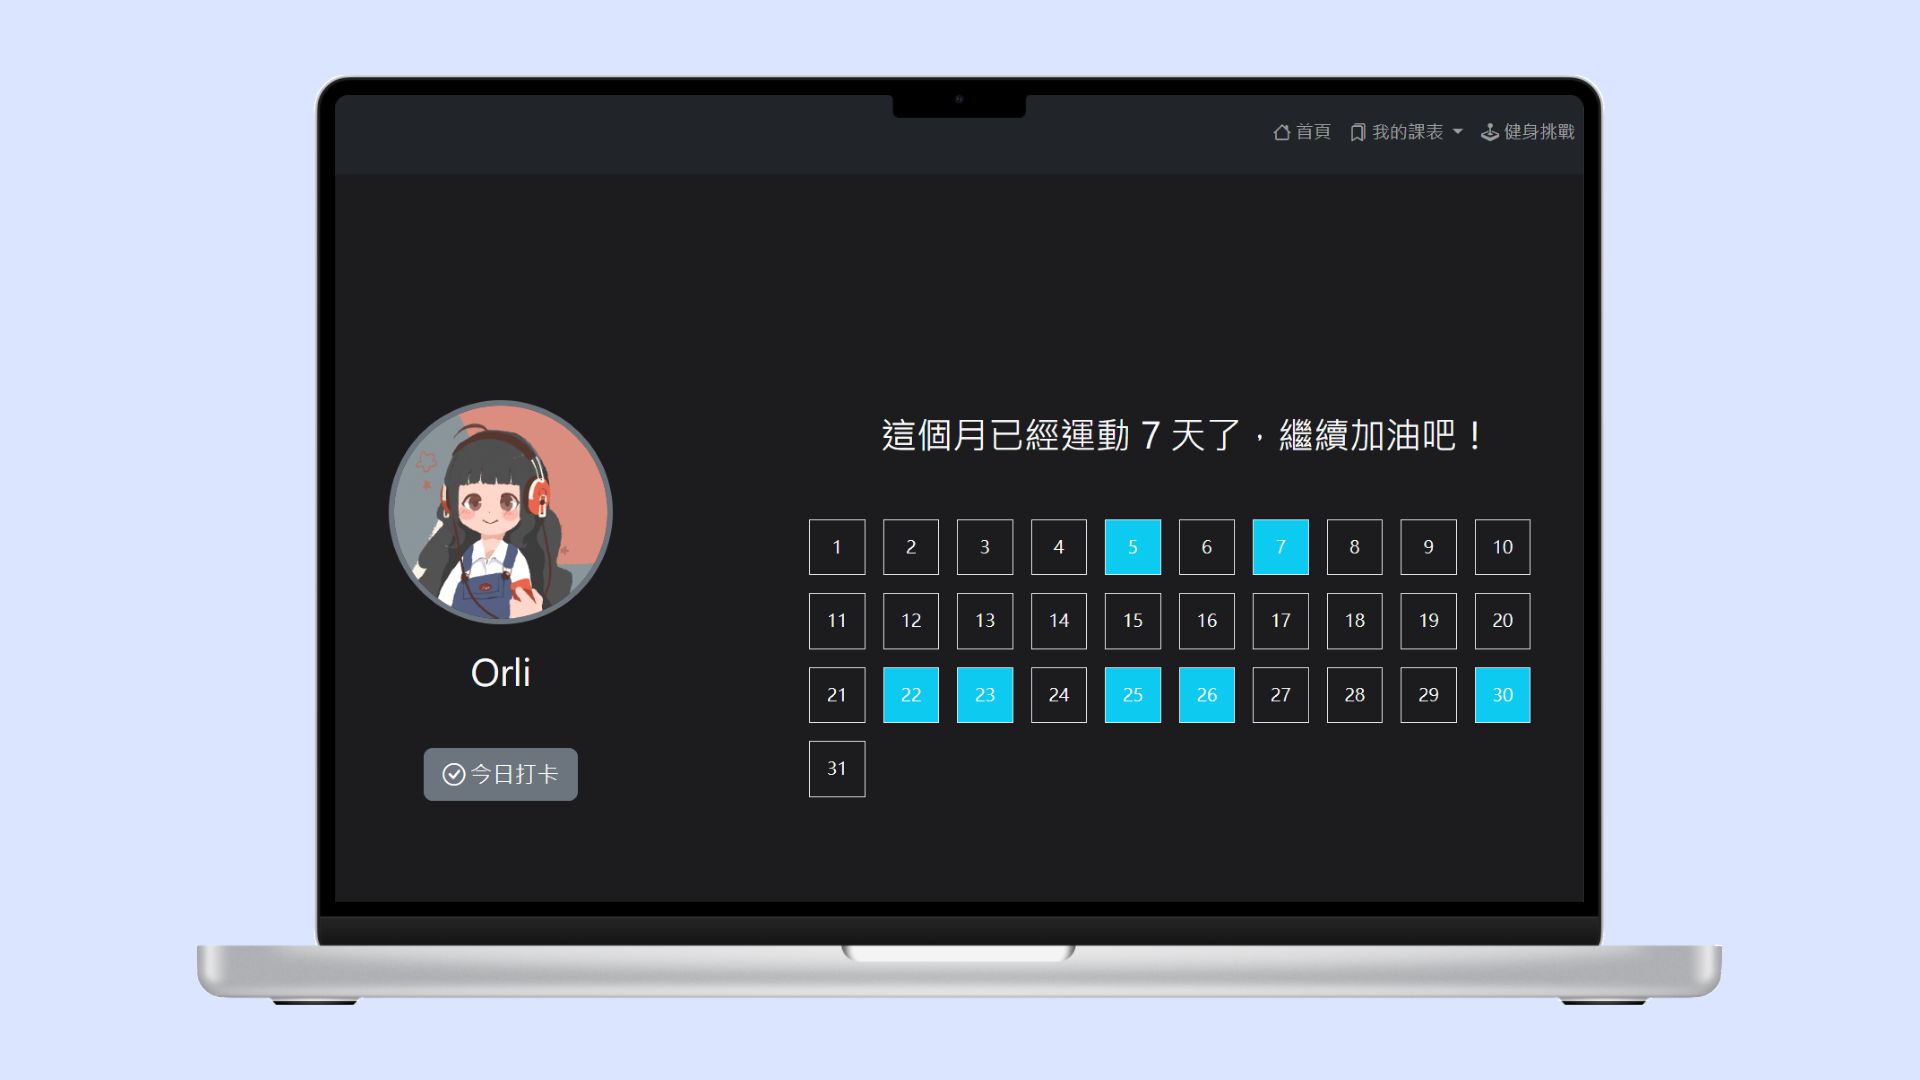 首頁 我的課表 健身挑戰
這個月已經運動 7 天了，繼續加油吧！
1 2 3 4 5 6 7 8 9 10
11 12 13 14 15 16 17 18 19 20
21 22 23 24 25 26 27 28 29 30
31
Orli
今日打卡